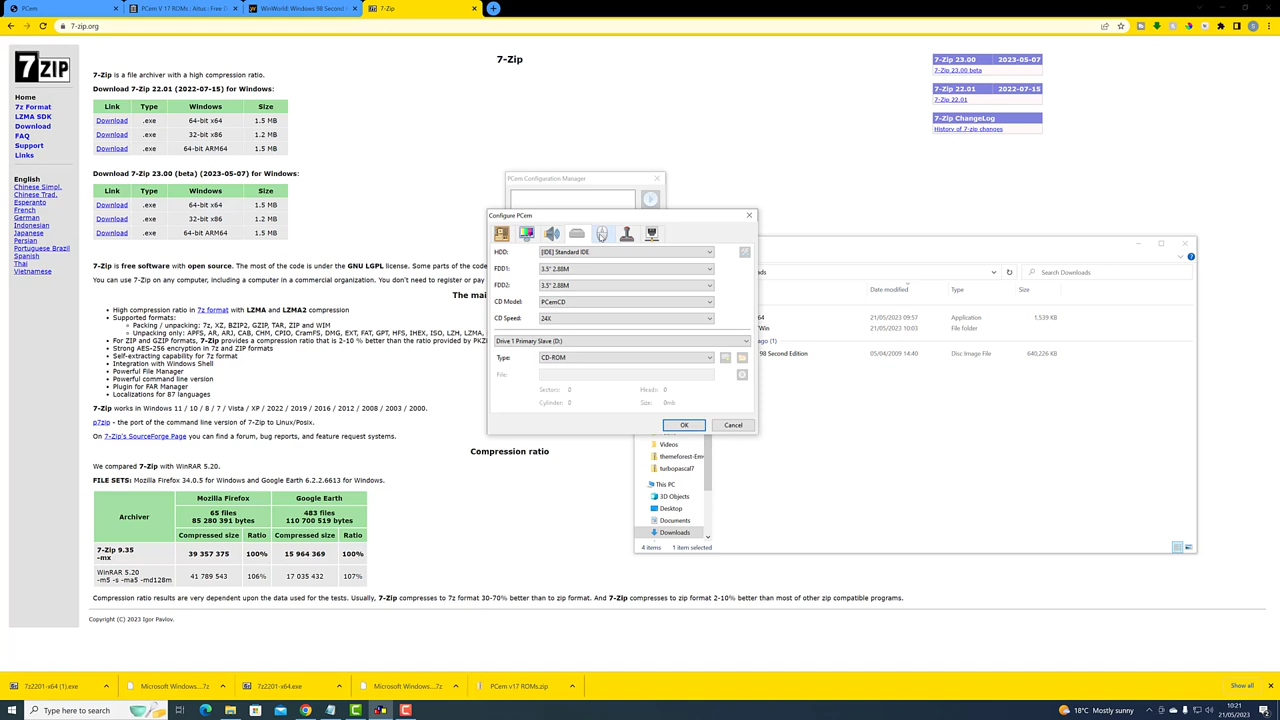 PCem
PCem V 17 ROMs : Aitus : Free D
WinWorld: Windows 98 Second
7-Zip
7-zip.org
7ZIP
Home
7z Format
LZMA SDK
Download
FAQ
Support
Links
English
Chinese Simpl.
Chinese Trad.
Esperanto
French
German
Indonesian
Japanese
Persian
Portuguese Brazil
Spanish
Thai
Vietnamese
7-Zip
7-Zip is a file archiver with a high compression ratio.
Download 7-Zip 22.01 (2022-07-15) for Windows:
Link Type Windows Size
Download .exe 64-bit x64 1.5 MB
Download .exe 32-bit x86 1.2 MB
Download .exe 64-bit ARM64 1.5 MB
Download 7-Zip 23.00 (beta) (2023-05-07) for Windows:
Link Type Windows Size
Download .exe 64-bit x64 1.5 MB
Download .exe 32-bit x86 1.2 MB
Download .exe 64-bit ARM64 1.5 MB
7-Zip is free software with open source. The most of the code is under the GNU LGPL license. Some parts of the code
You can use 7-Zip on any computer, including a computer in a commercial organization. You don't need to register or pay
The mai
High compression ratio in 7z format with LZMA and LZMA2 compression
Supported formats:
Packing / unpacking: 7z, XZ, BZIP2, GZIP, TAR, ZIP and WIM
Unpacking only: APFS, AR, ARJ, CAB, CHM, CPIO, CramFS, DMG, EXT, FAT, GPT, HFS, IHEX, ISO, LZH, LZMA,
For ZIP and GZIP formats, 7-Zip provides a compression ratio that is 2-10 % better than the ratio provided by PKZI
Strong AES-256 encryption in 7z and ZIP formats
Self-extracting capability for 7z format
Integration with Windows Shell
Powerful File Manager
Powerful command line version
Plugin for FAR Manager
Localizations for 87 languages
7-Zip works in Windows 11 / 10 / 8 / 7 / Vista / XP / 2022 / 2019 / 2016 / 2012 / 2008 / 2003 / 2000.
p7zip - the port of the command line version of 7-Zip to Linux/Posix.
On 7-Zip's SourceForge Page you can find a forum, bug reports, and feature request systems.
Compression ratio
We compared 7-Zip with WinRAR 5.20.
FILE SETS: Mozilla Firefox 34.0.5 for Windows and Google Earth 6.2.2.6613 for Windows.
Archiver Mozilla Firefox Google Earth
65 files 483 files
85 280 391 bytes 110 700 519 bytes
Compressed size Ratio Compressed size Ratio
7-Zip 9.35
-mx 39 357 375 100% 15 964 369 100%
WinRAR 5.20
-m5 -s -ma5 -md128m 41 789 543 106% 17 035 432 107%
Compression ratio results are very dependent upon the data used for the tests. Usually, 7-Zip compresses to 7z format 30-70% better than to zip format. And 7-Zip compresses to zip format 2-10% better than most of other zip compatible programs.
Copyright (C) 2023 Igor Pavlov.
7-Zip 23.00 2023-05-07
7-Zip 23.00 beta
7-Zip 22.01 2022-07-15
7-Zip 22.01
7-Zip ChangeLog
History of 7-zip changes
PCem Configuration Manager
Configure PCem
HDD: [IDE] Standard IDE
FDD1: 3.5" 2.88M
FDD2: 3.5" 2.88M
CD Model: PCemCD
CD Speed: 24X
Drive 1 Primary Slave (D:)
Type: CD-ROM
File:
Sectors: 0 Heads: 0
Cylinder: 0 Size: 0mb
OK Cancel
ads
Search Downloads
Date modified Type Size
64 21/05/2023 09:57 1,539 KB
Win 21/05/2023 10:03 File folder
ago (1)
98 Second Edition 05/04/2009 14:40 Disc Image File 640,226 KB
Videos
themeforest-Em
turbopascal7
This PC
3D Objects
Desktop
Documents
Downloads
4 items 1 item selected
7z2201-x64 (1).exe
Microsoft Windows....7z
7z2201-x64.exe
Microsoft Windows....7z
PCem v17 ROMs.zip
Show all
Type here to search
18°C Mostly sunny
10:21
21/05/2023